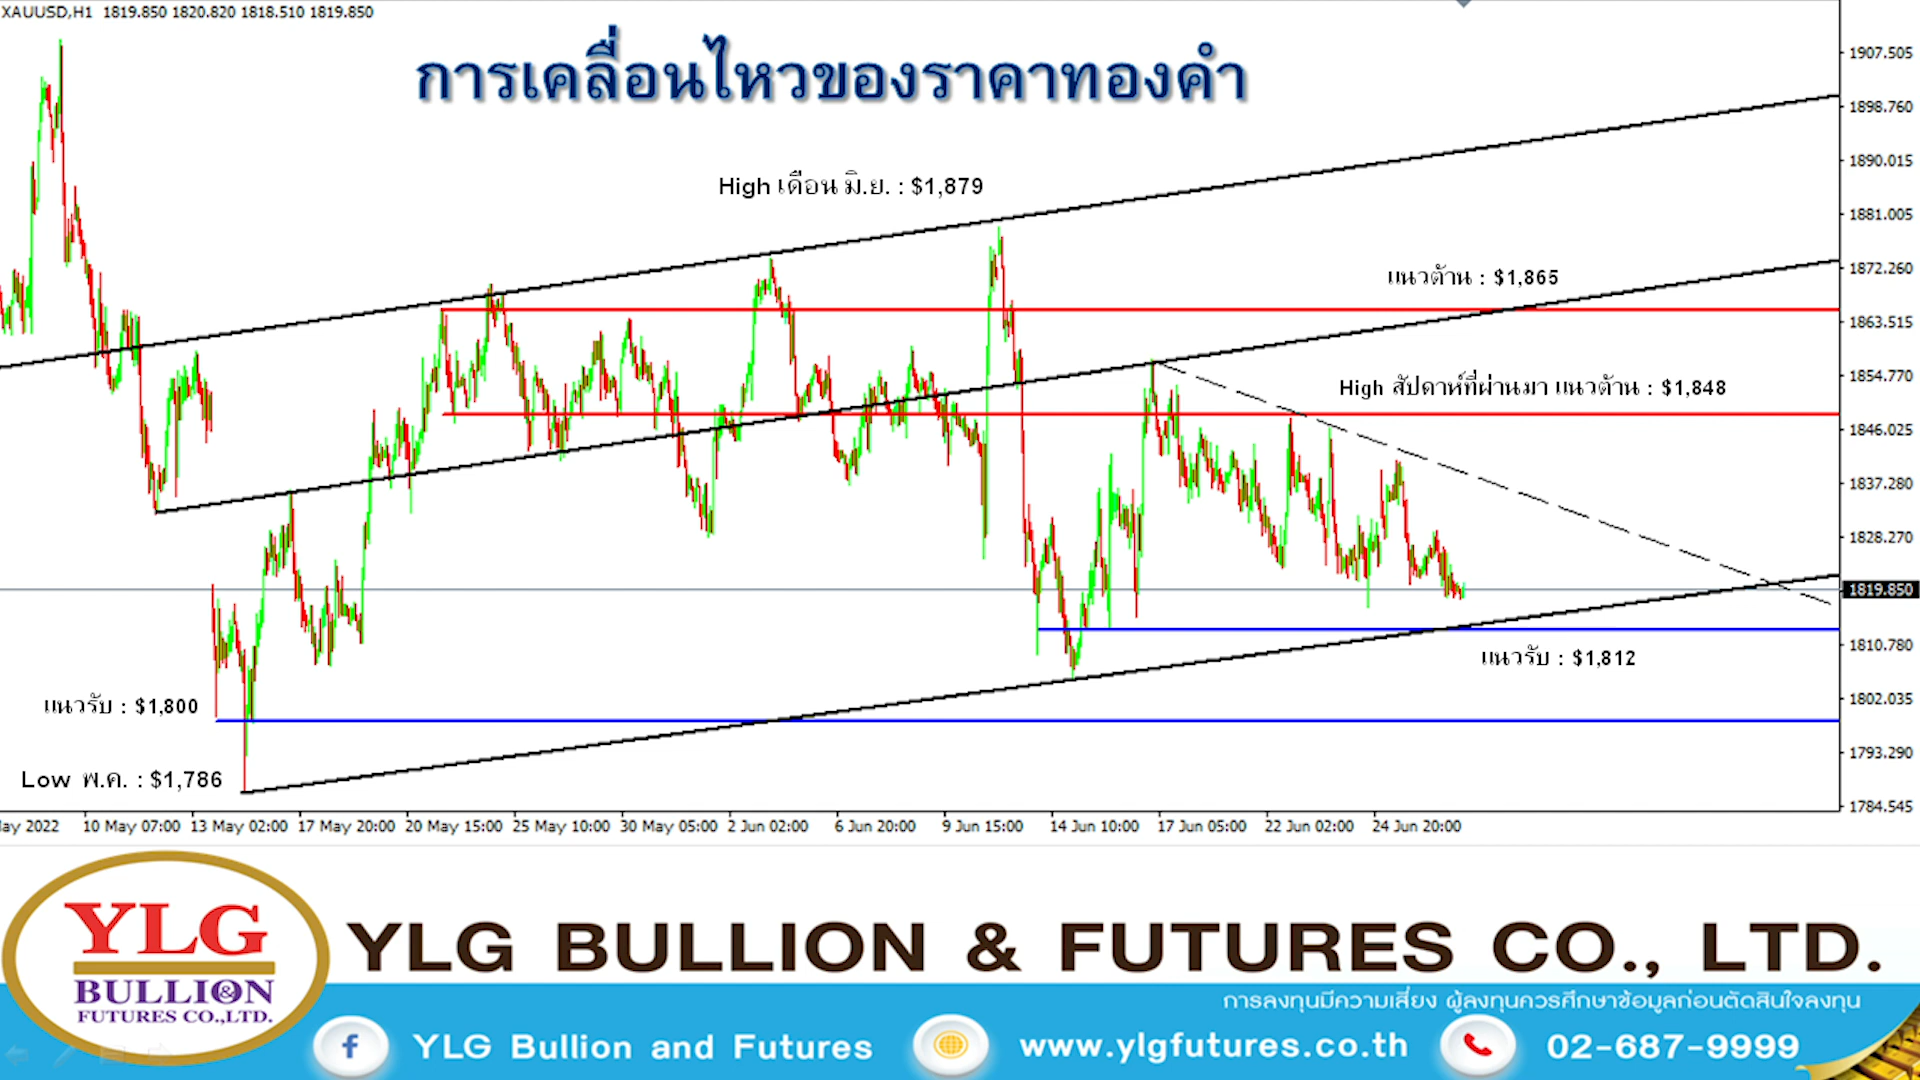 XAUUSD,H1 1819.850 1820.820 1818.510 1819.850
การเคลื่อนไหวของราคาทองคำ
1907.505
1898.760
1890.015
High เดือน มิ.ย. : $1,879
1881.005
แนวต้าน : $1,865
1872.260
1863.515
1854.770
High สัปดาห์ที่ผ่านมา แนวต้าน : $1,848
1846.025
1837.280
1828.270
1819.850
1810.780
แนวรับ : $1,812
1802.035
แนวรับ : $1,800
1793.290
Low พ.ค. : $1,786
1784.545
May 2022 10 May 07:00 13 May 02:00 17 May 20:00 20 May 15:00 25 May 10:00 30 May 05:00 2 Jun 02:00 6 Jun 20:00 9 Jun 15:00 14 Jun 10:00 17 Jun 05:00 22 Jun 02:00 24 Jun 20:00
YLG
BULLION
FUTURES CO.,LTD.
YLG BULLION & FUTURES CO., LTD.
การลงทุนมีความเสี่ยง ผู้ลงทุนควรศึกษาข้อมูลก่อนตัดสินใจลงทุน
f YLG Bullion and Futures www.ylgfutures.co.th 02-687-9999